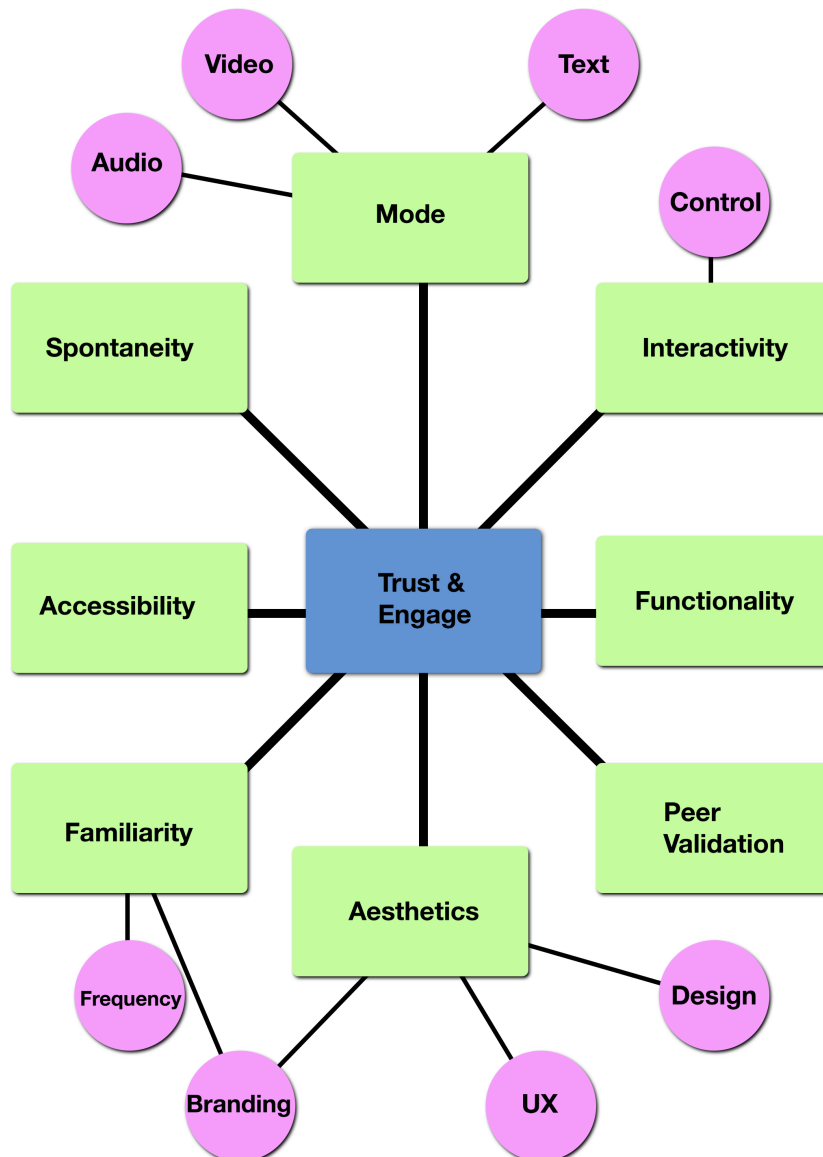 Video
Text
Audio
Control
Mode
Spontaneity
Interactivity
Trust &
Engage
Accessibility
Functionality
Familiarity
Peer
Validation
Aesthetics
Frequency
Design
Branding
UX